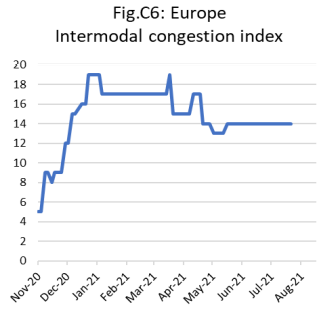 Fig.C6: Europe
Intermodal congestion index
20
18
16
14
12
10
8
6
4
2
0
Nov-20
Dec-20
Jan-21
Feb-21
Mar-21
Apr-21
May-21
Jun-21
Jul-21
Aug-21